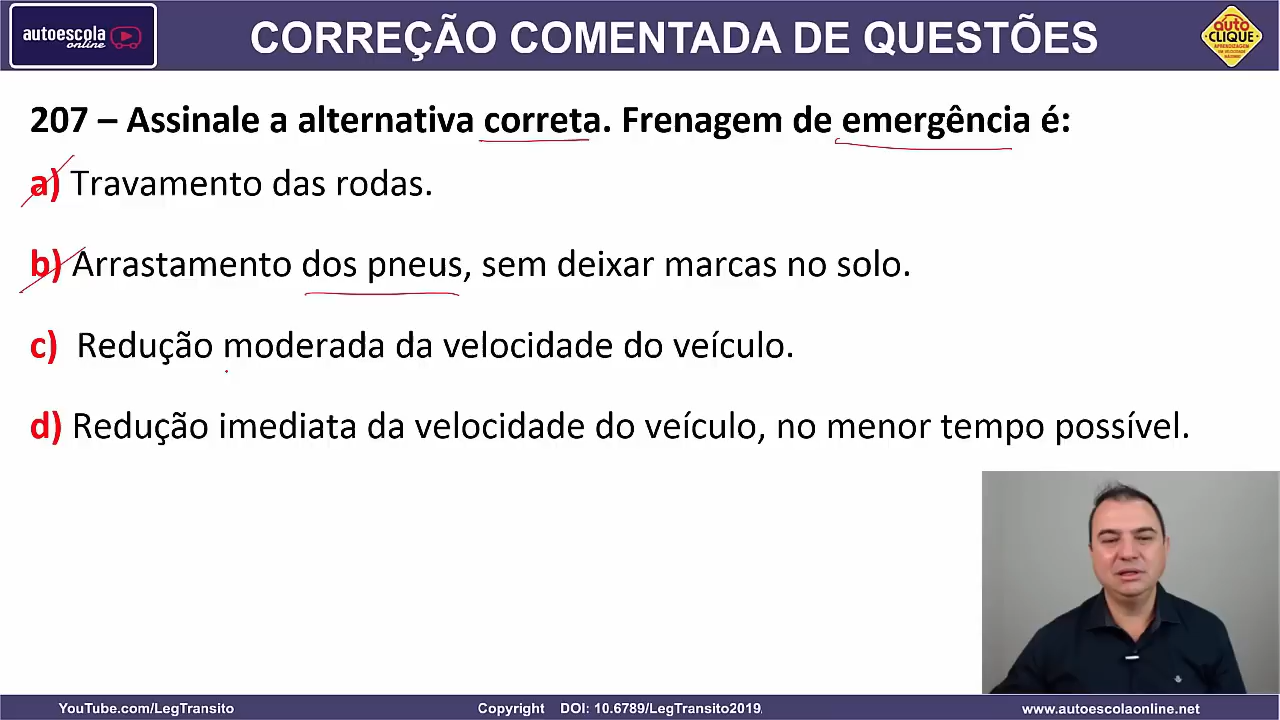 autoescola
online
CORREÇÃO COMENTADA DE QUESTÕES
auto
CLIQUE
207 – Assinale a alternativa correta. Frenagem de emergência é:
a) Travamento das rodas.
b) Arrastamento dos pneus, sem deixar marcas no solo.
c) Redução moderada da velocidade do veículo.
d) Redução imediata da velocidade do veículo, no menor tempo possível.
YouTube.com/LegTransito
Copyright DOI: 10.6789/LegTransito2019.
www.autoescolaonline.net